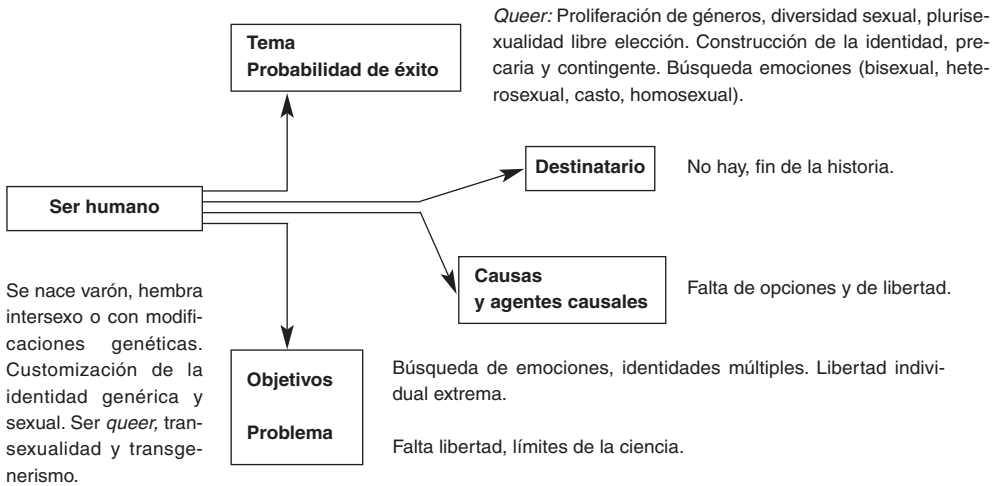 Queer: Proliferación de géneros, diversidad sexual, plurise-
xualidad libre elección. Construcción de la identidad, pre-
caria y contingente. Búsqueda emociones (bisexual, hete-
rosexual, casto, homosexual).
Tema
Probabilidad de éxito
Destinatario
No hay, fin de la historia.
Ser humano
Causas
y agentes causales
Falta de opciones y de libertad.
Se nace varón, hembra
intersexo o con modifi-
caciones genéticas.
Customización de la
identidad genérica y
sexual. Ser queer, tran-
sexualidad y transge-
nerismo.
Objetivos
Problema
Búsqueda de emociones, identidades múltiples. Libertad indivi-
dual extrema.
Falta libertad, límites de la ciencia.